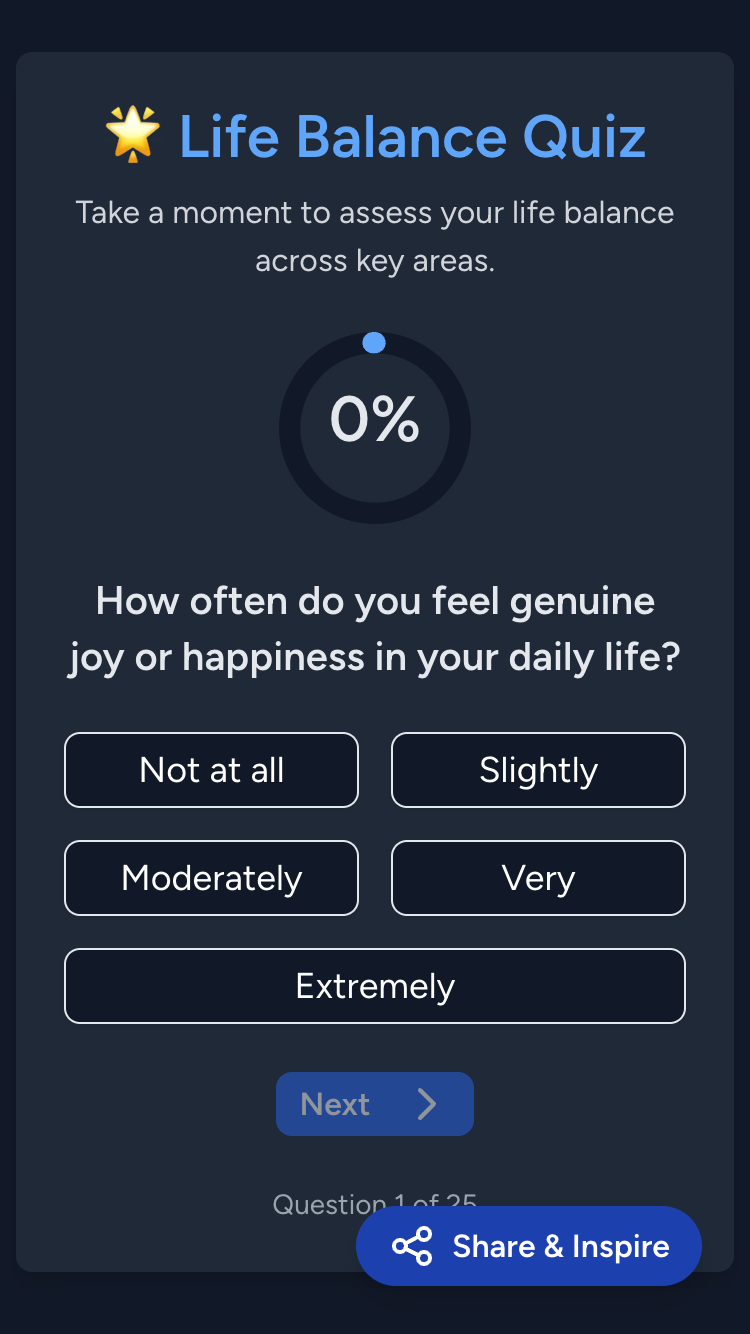 Life Balance Quiz
Take a moment to assess your life balance
across key areas.
0%
How often do you feel genuine
joy or happiness in your daily life?
Not at all
Slightly
Moderately
Very
Extremely
Next
Question 1 of 25
Share & Inspire